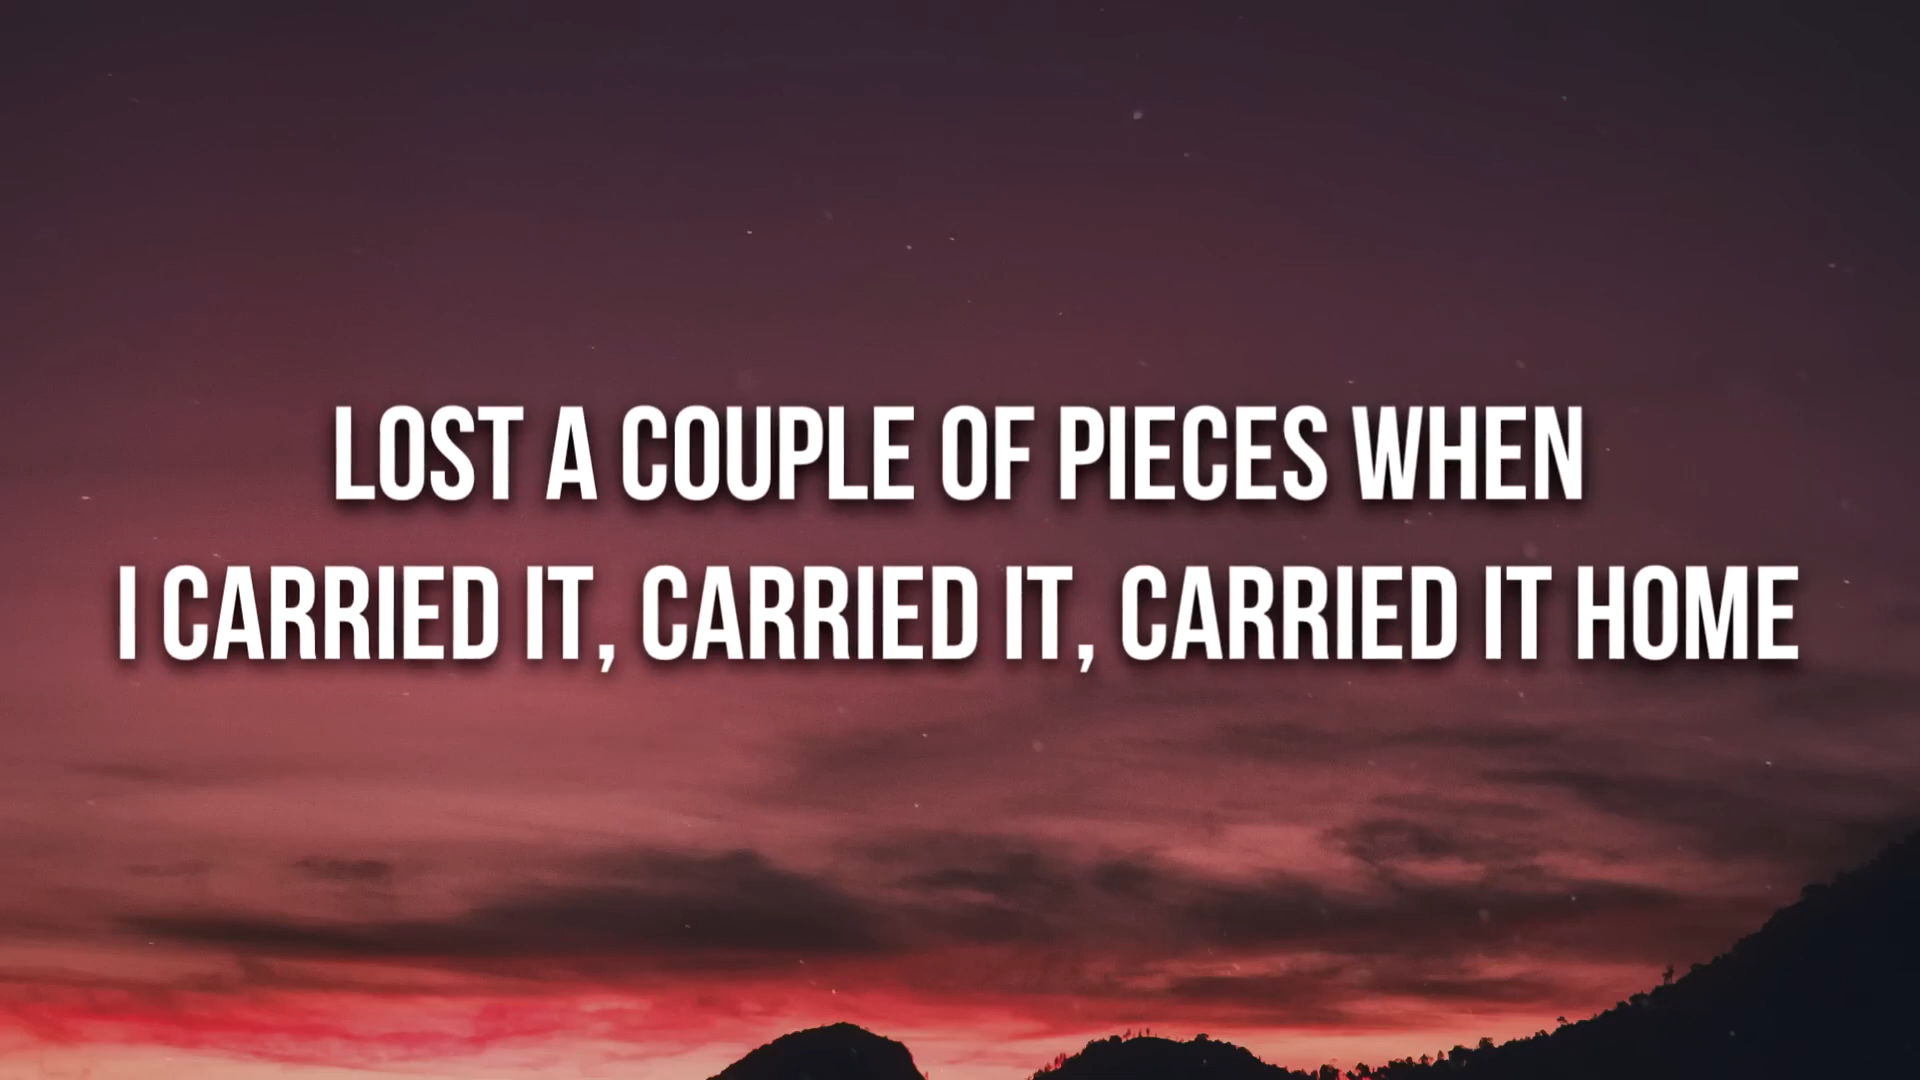 LOST A COUPLE OF PIECES WHEN
I CARRIED IT, CARRIED IT, CARRIED IT HOME